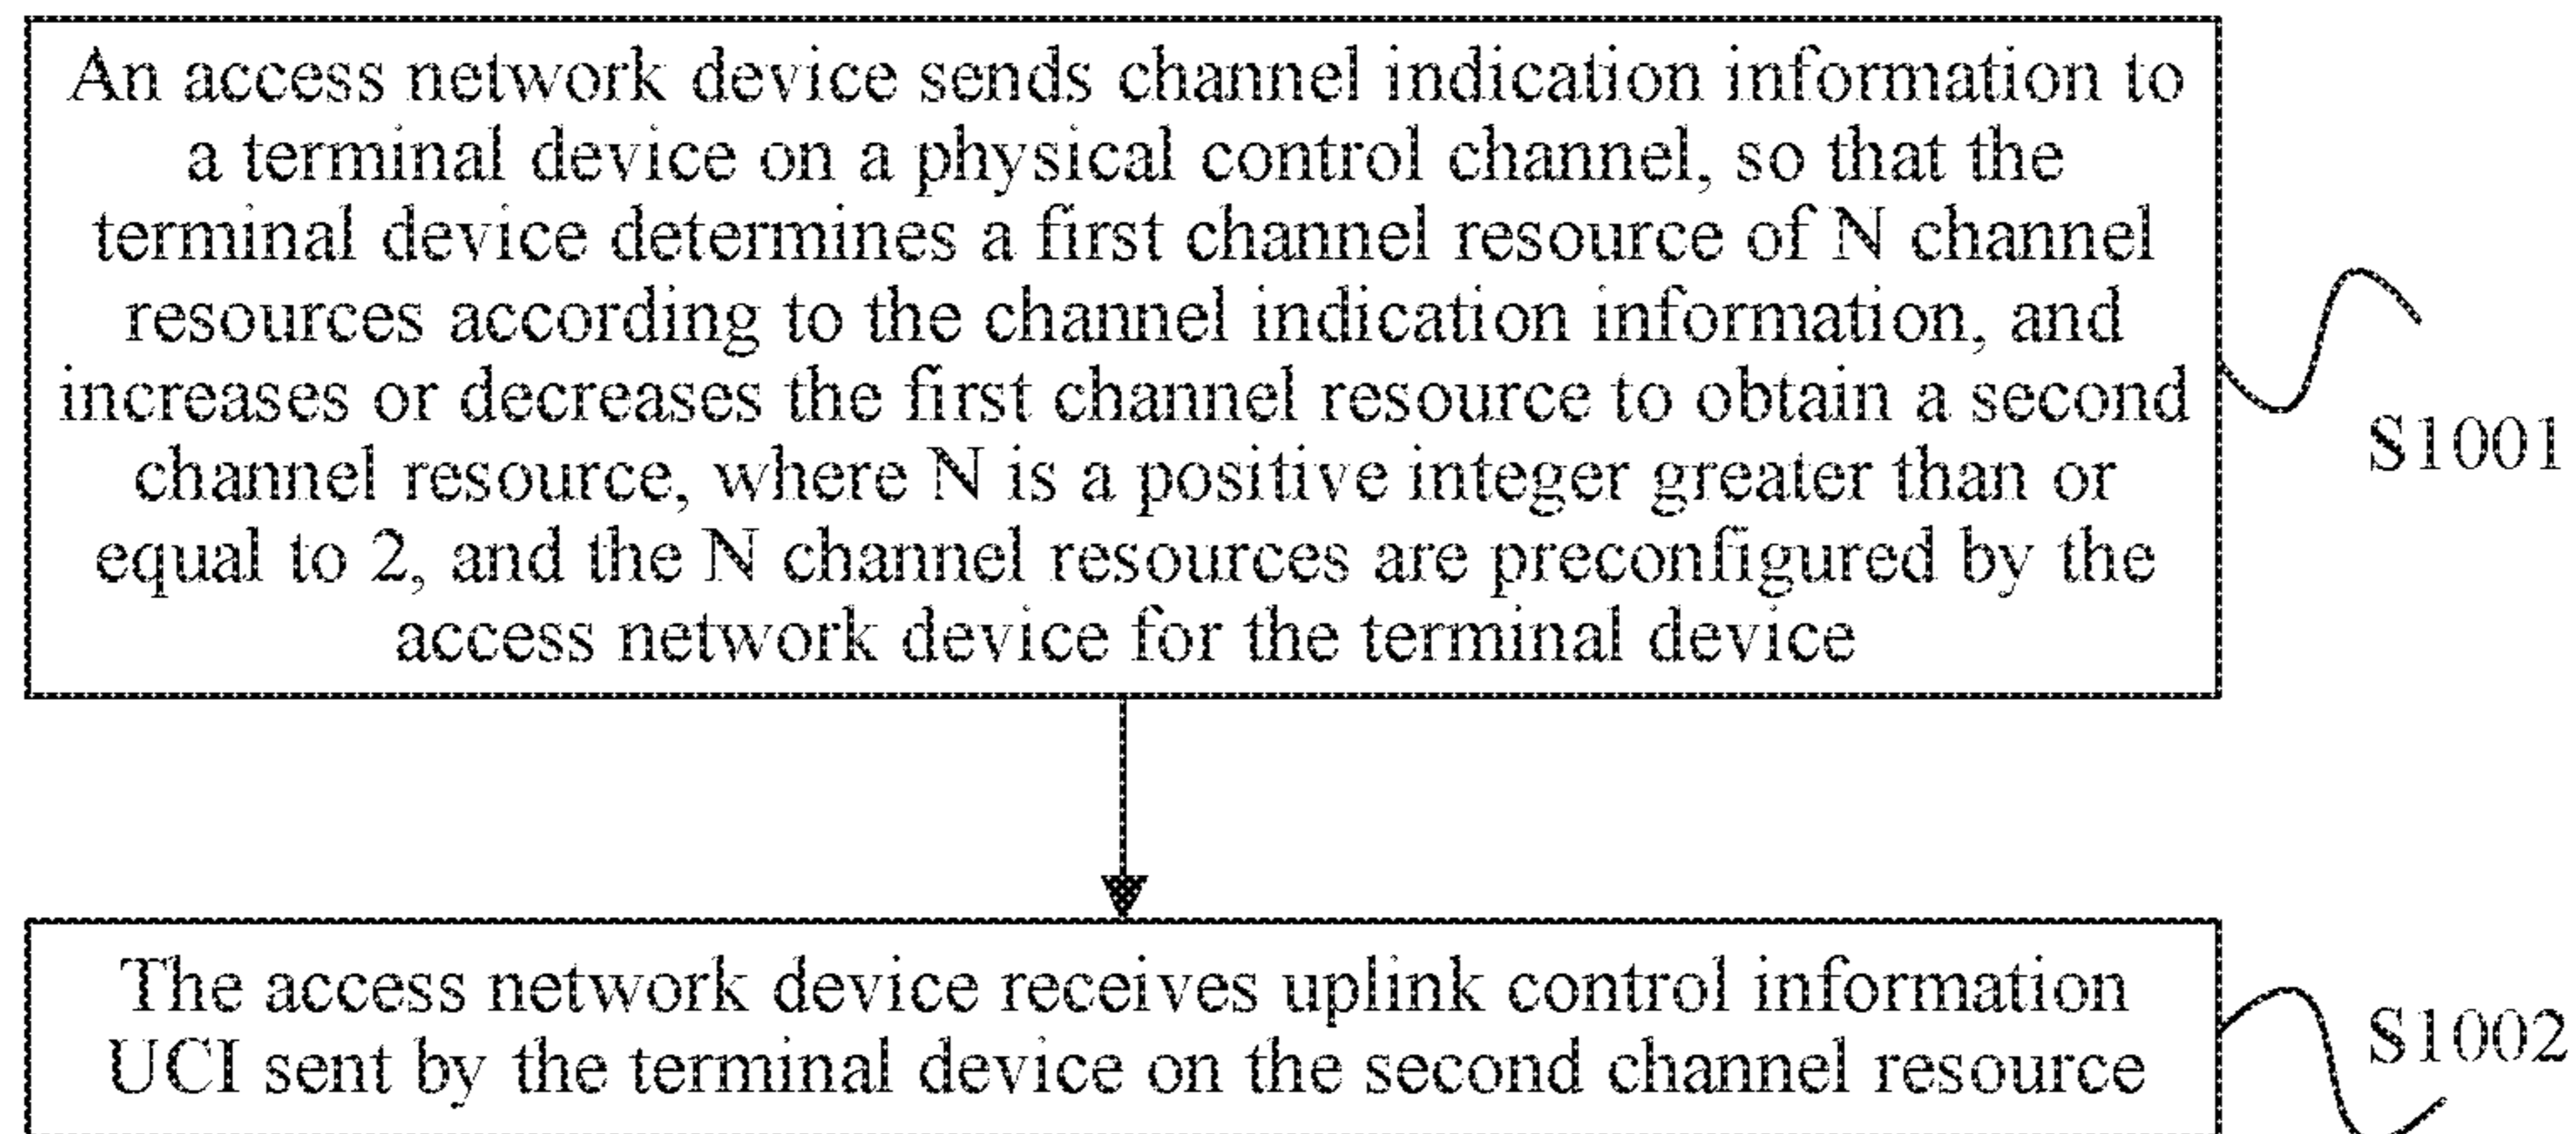 An access network device sends channel indication information to
a terminal device on a physical control channel, so that the
terminal device determines a first channel resource of N channel
resources according to the channel indication information, and
increases or decreases the first channel resource to obtain a second
channel resource, where N is a positive integer greater than or
equal to 2, and the N channel resources are preconfigured by the
access network device for the terminal device
S1001
The access network device receives uplink control information
UCI sent by the terminal device on the second channel resource
S1002